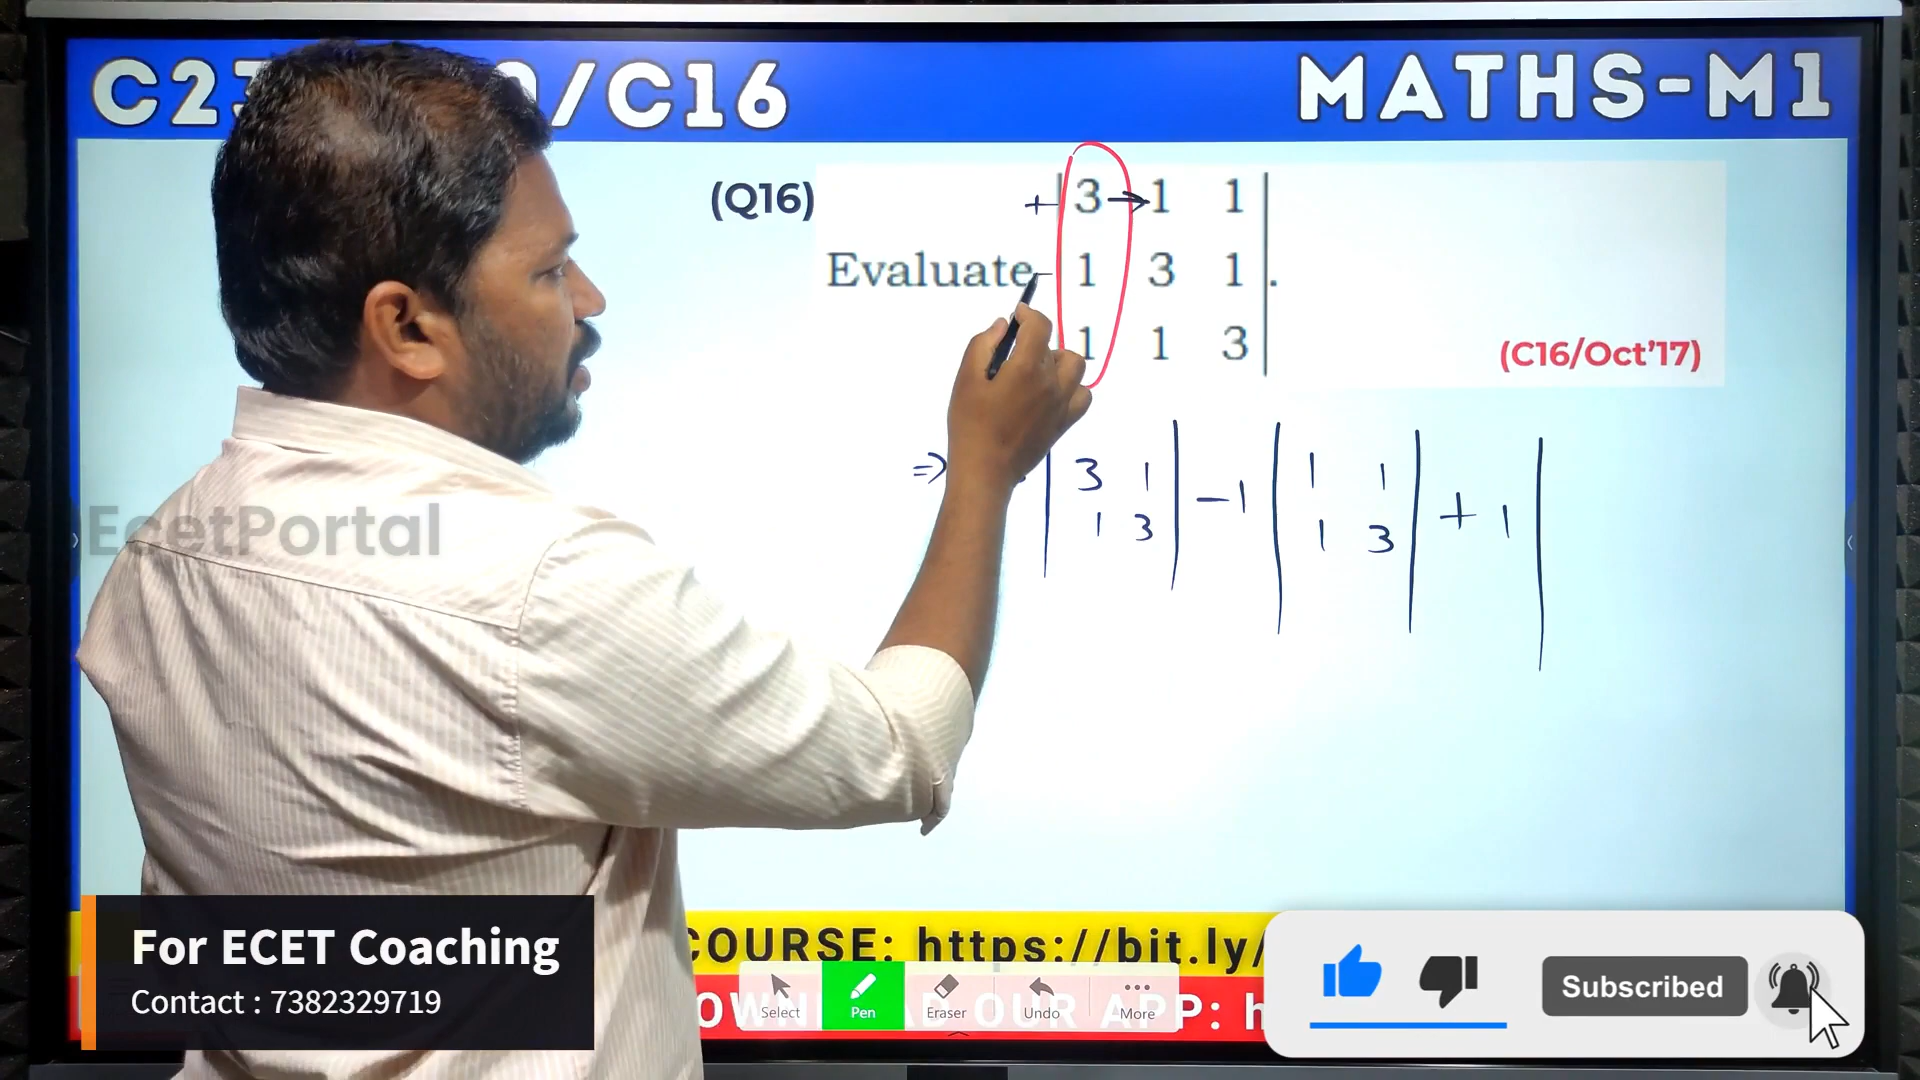 C23 /C16 MATHS-M1
(Q16) + 3 → 1 1
Evaluate - 1 3 1 .
1 1 3
(C16/Oct'17)
⇒ | 3 1 | - 1 | 1 1 | + 1 |
1 3 1 3
EcetPortal
For ECET Coaching
Contact : 7382329719
COURSE: https://bit.ly/
APP:
Select Pen Eraser Undo More
Subscribed